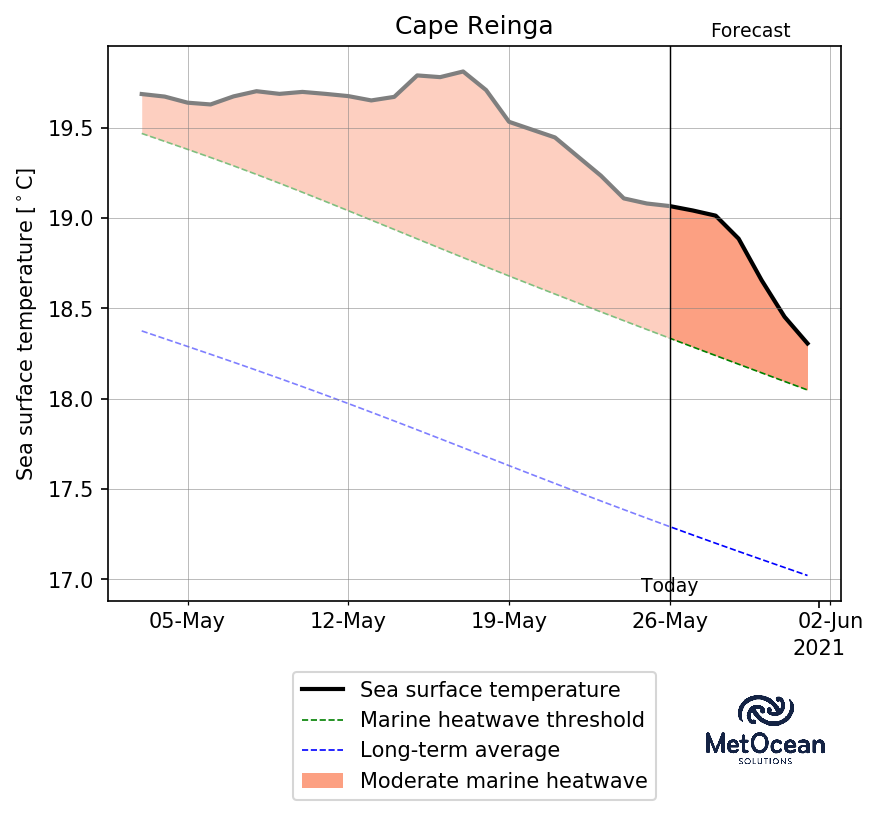 Cape Reinga
Forecast
Sea surface temperature [°C]
19.5
19.0
18.5
18.0
17.5
17.0
Today
05-May
12-May
19-May
26-May
02-Jun
2021
Sea surface temperature
Marine heatwave threshold
Long-term average
Moderate marine heatwave
MetOcean
SOLUTIONS